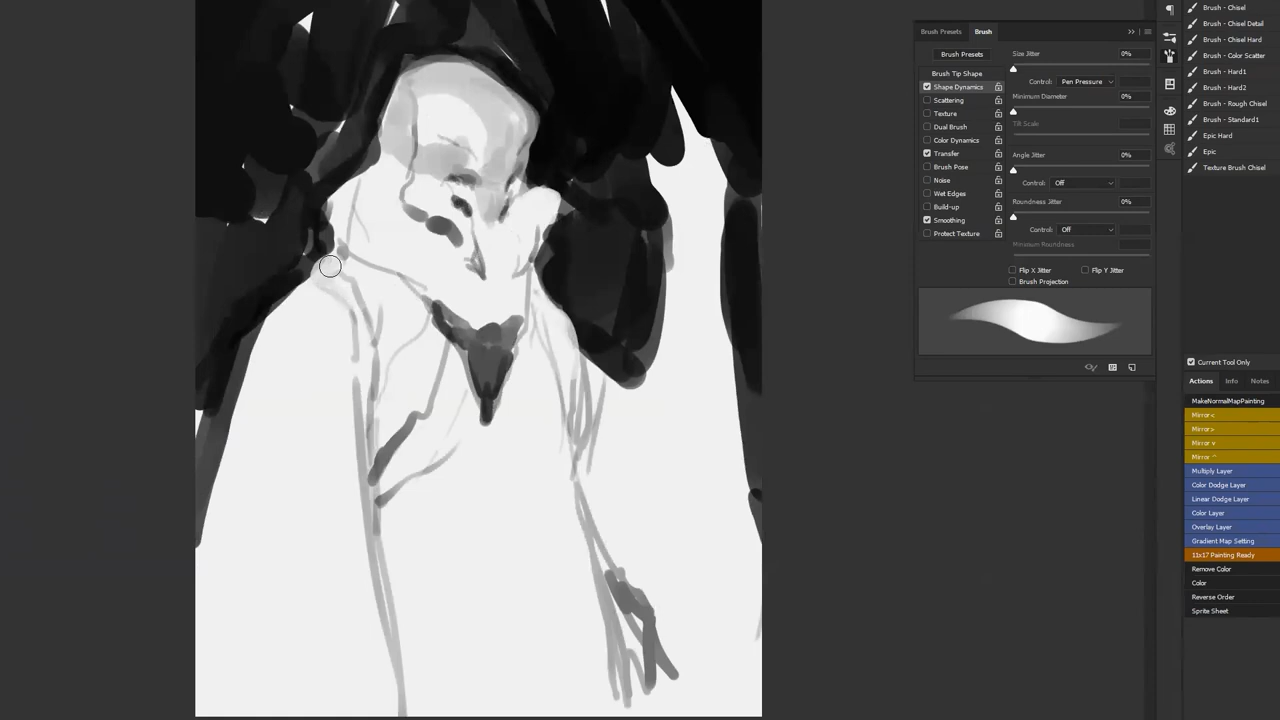 Brush Presets Brush
Brush Presets
Size Jitter 0%
Brush Tip Shape
Control: Pen Pressure
Shape Dynamics
Minimum Diameter 0%
Scattering
Texture
Tilt Scale
Dual Brush
Color Dynamics
Transfer
Angle Jitter 0%
Brush Pose
Noise
Control: Off
Wet Edges
Roundness Jitter 0%
Build-up
Smoothing
Control: Off
Protect Texture
Minimum Roundness
Flip X Jitter Flip Y Jitter
Brush Projection
Brush - Chisel
Brush - Chisel Detail
Brush - Chisel Hard
Brush - Color Scatter
Brush - Hard1
Brush - Hard2
Brush - Rough Chisel
Brush - Standard1
Epic Hard
Epic
Texture Brush Chisel
Current Tool Only
Actions Info Notes
MakeNormalMapPainting
Mirror <
Mirror >
Mirror v
Mirror ^
Multiply Layer
Color Dodge Layer
Linear Dodge Layer
Color Layer
Overlay Layer
Gradient Map Setting
11x17 Painting Ready
Remove Color
Color
Reverse Order
Sprite Sheet